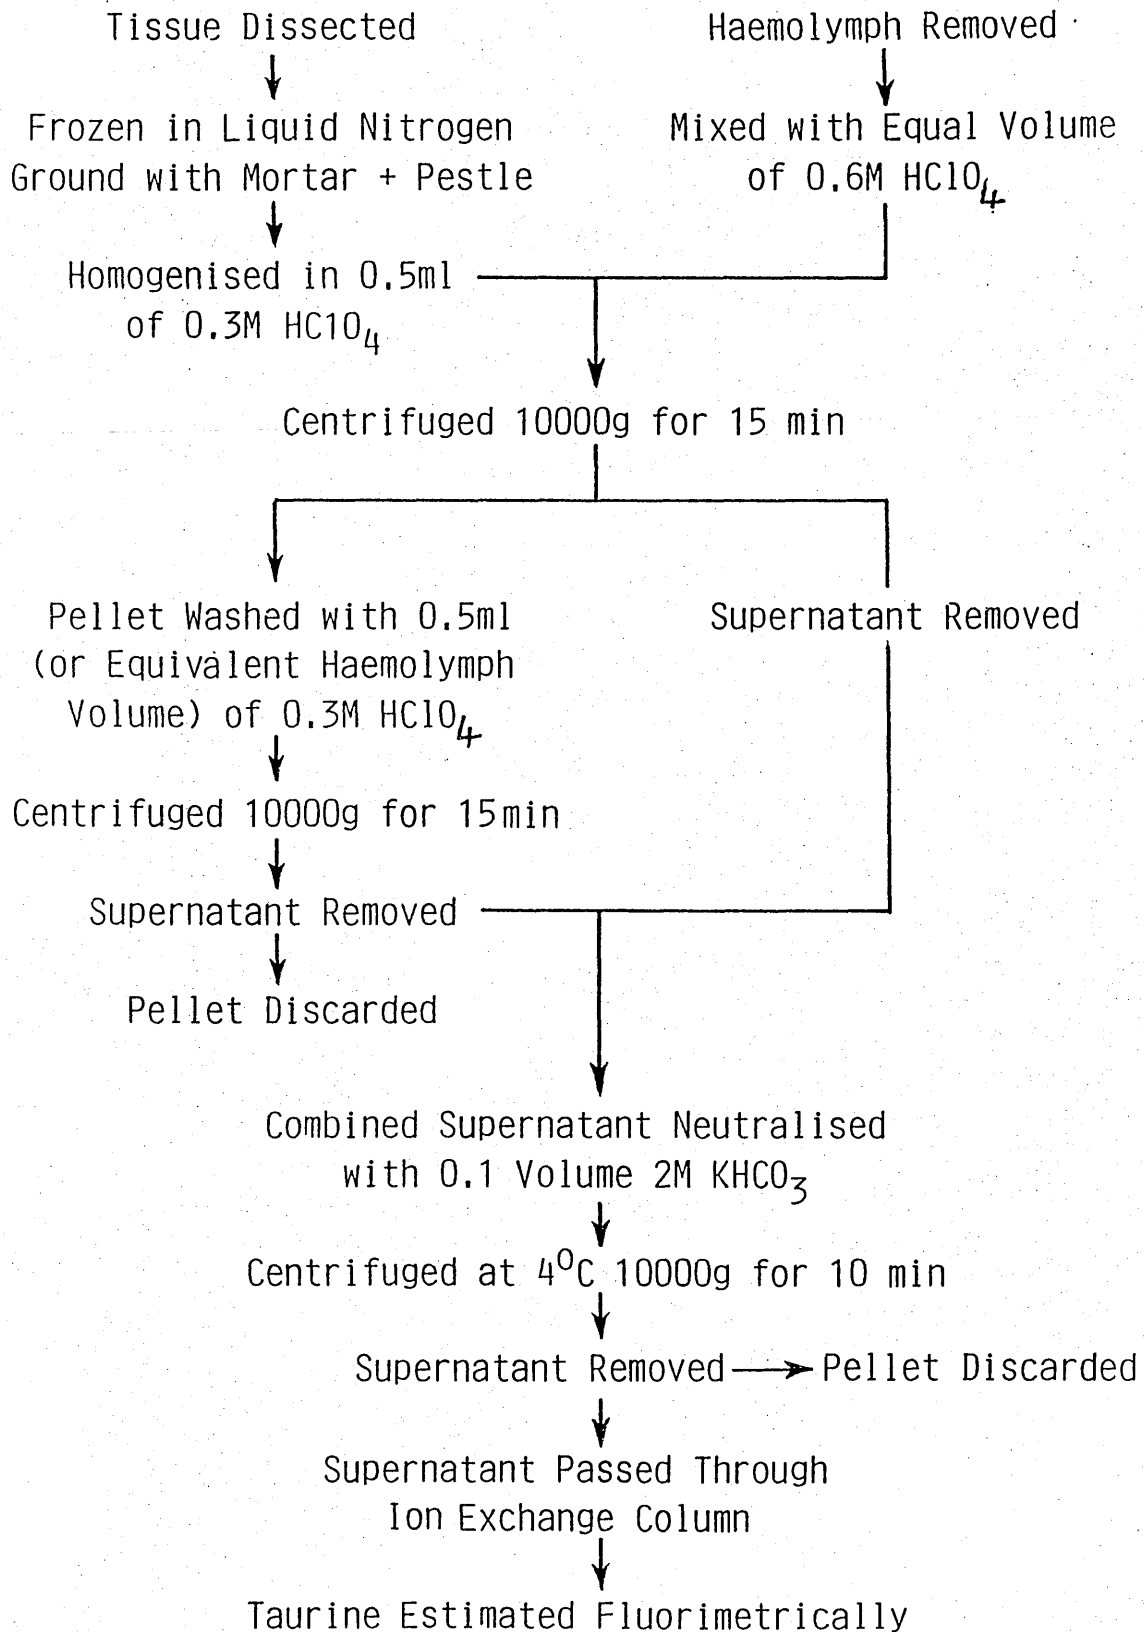 Tissue Dissected
Haemolymph Removed
Frozen in Liquid Nitrogen
Ground with Mortar + Pestle
Mixed with Equal Volume
of 0.6M HClO4
Homogenised in 0.5ml
of 0.3M HClO4
Centrifuged 10000g for 15 min
Pellet Washed with 0.5ml
(or Equivalent Haemolymph
Volume) of 0.3M HClO4
Supernatant Removed
Centrifuged 10000g for 15min
Supernatant Removed
Pellet Discarded
Combined Supernatant Neutralised
with 0.1 Volume 2M KHCO3
Centrifuged at 4°C 10000g for 10 min
Supernatant Removed Pellet Discarded
Supernatant Passed Through
Ion Exchange Column
Taurine Estimated Fluorimetrically